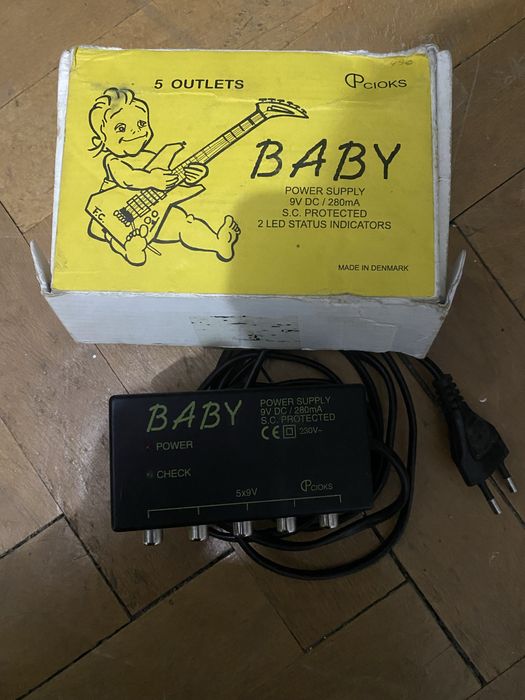 5 OUTLETS
CIOKS
BABY
POWER SUPPLY
9V DC / 280mA
S.C. PROTECTED
2 LED STATUS INDICATORS
F.C.
MADE IN DENMARK
BABY
POWER SUPPLY
9V DC / 280mA
S.C. PROTECTED
CE 230V~
POWER
CHECK
5x9V
CIOKS